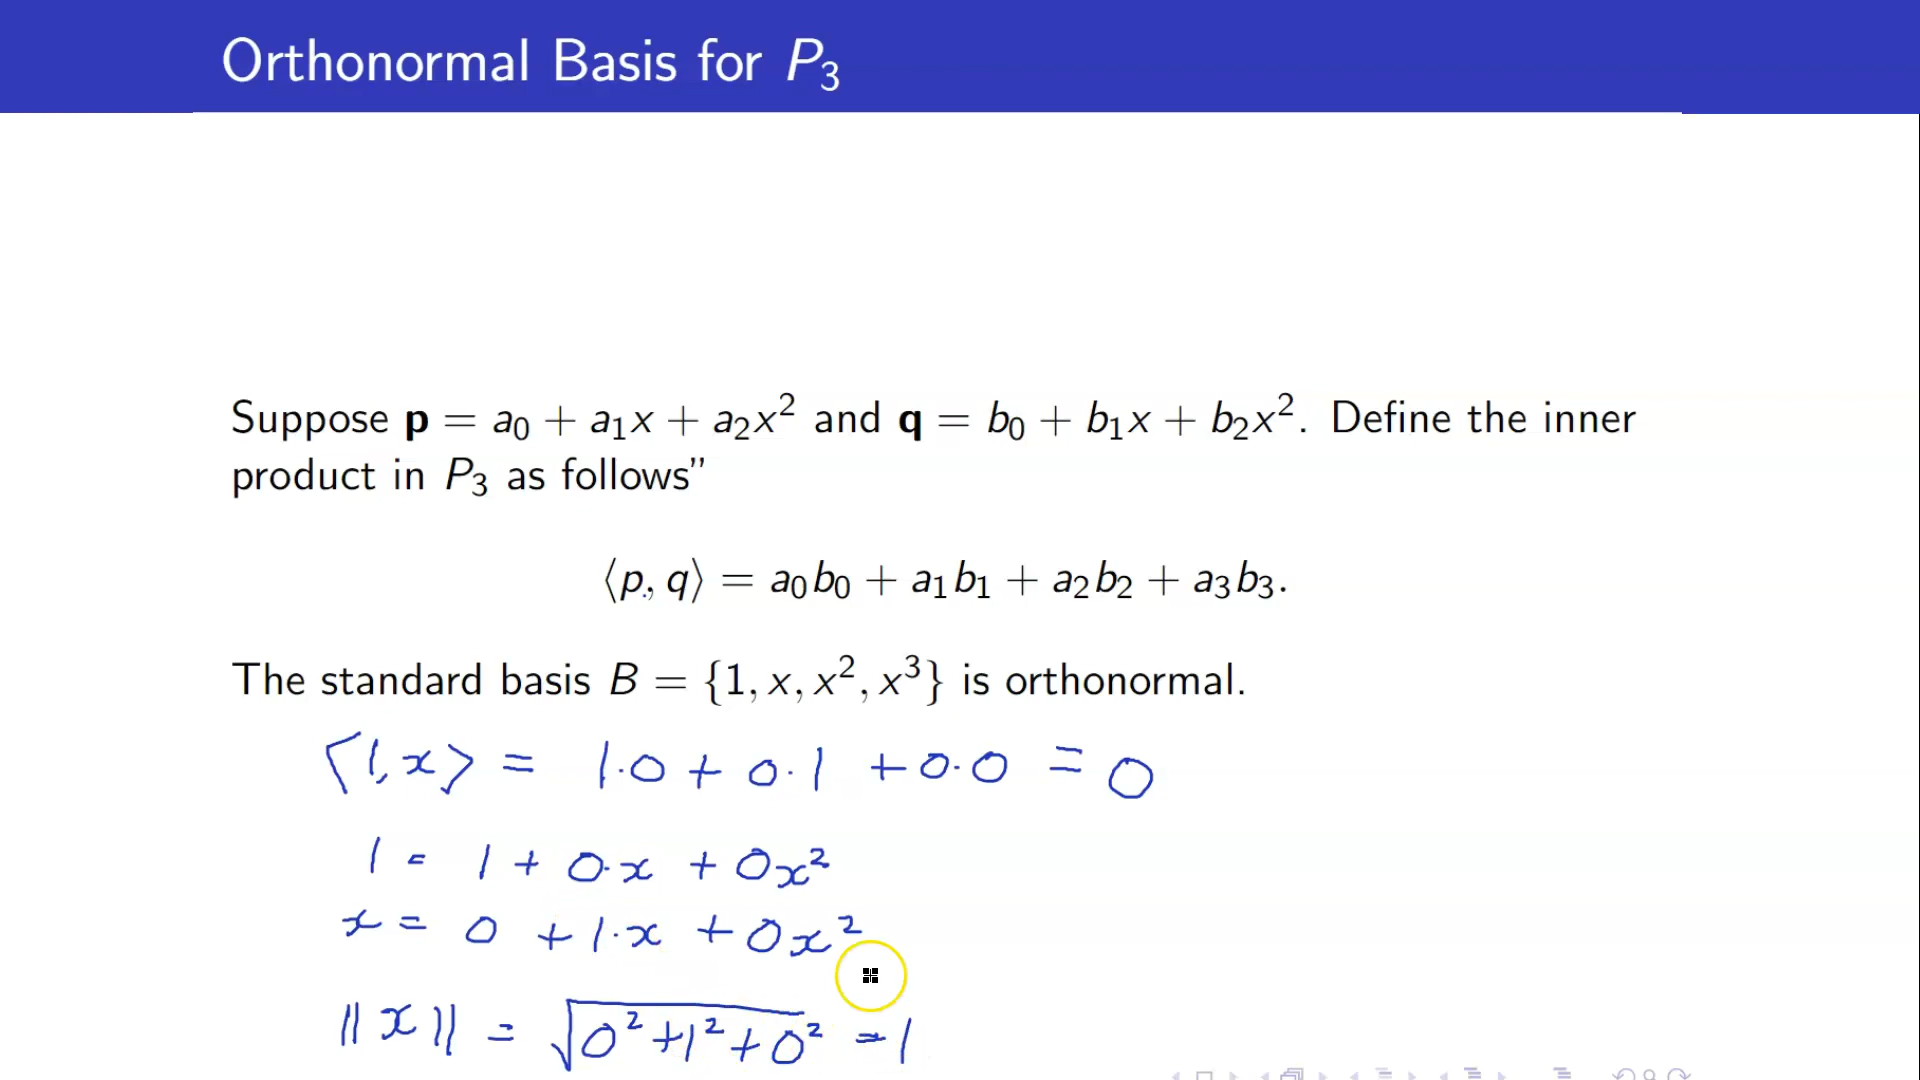 Orthonormal Basis for P₃
Suppose p = a₀ + a₁x + a₂x² and q = b₀ + b₁x + b₂x². Define the inner
product in P₃ as follows”
⟨p, q⟩ = a₀b₀ + a₁b₁ + a₂b₂ + a₃b₃.
The standard basis B = {1, x, x², x³} is orthonormal.
⟨1, x⟩ = 1·0 + 0·1 + 0·0 = 0
1 = 1 + 0·x + 0x²
x = 0 + 1·x + 0x²
||x|| = √(0² + 1² + 0²) = 1